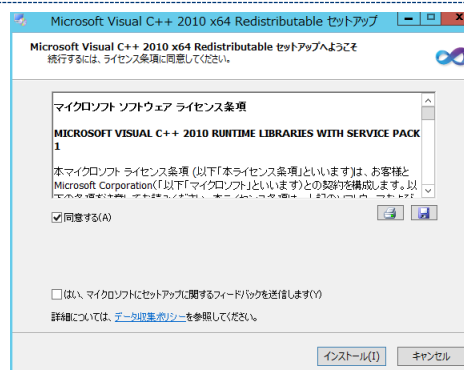 Microsoft Visual C++ 2010 x64 Redistributable セットアップ
Microsoft Visual C++ 2010 x64 Redistributable セットアップへようこそ
続行するには、ライセンス条項に同意してください。
マイクロソフト ソフトウェア ライセンス条項
MICROSOFT VISUAL C++ 2010 RUNTIME LIBRARIES WITH SERVICE PACK
1
本マイクロソフト ライセンス条項 (以下「本ライセンス条項」といいます)は、お客様と
Microsoft Corporation(「以下「マイクロソフト」といいます)との契約を構成します。以
同意する(A)
はい、マイクロソフトにセットアップに関するフィードバックを送信します(Y)
詳細については、データ収集ポリシーを参照してください。
インストール(I)
キャンセル